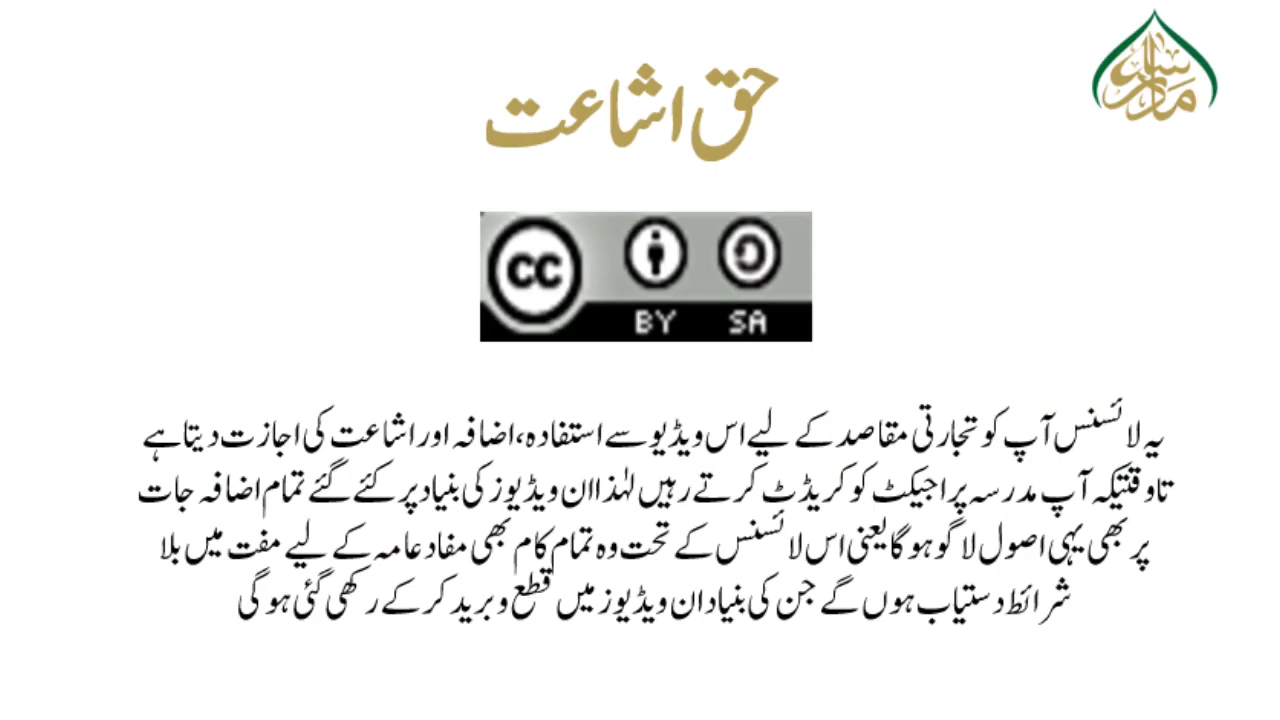 مدرسہ
حق اشاعت
CC BY SA
یہ لائسنس آپ کو تجارتی مقاصد کے لیے اس ویڈیو سے استفادہ، اضافہ اور اشاعت کی اجازت دیتا ہے
تاوقتیکہ آپ مدرسہ پراجیکٹ کو کریڈٹ کرتے رہیں لہٰذا ان ویڈیوز کی بنیاد پر کئے گئے تمام اضافہ جات
پر بھی یہی اصول لاگو ہوگا یعنی اس لائسنس کے تحت وہ تمام کام بھی مفاد عامہ کے لیے مفت میں بلا
شرائط دستیاب ہوں گے جن کی بنیاد ان ویڈیوز میں قطع و برید کر کے رکھی گئی ہو گی